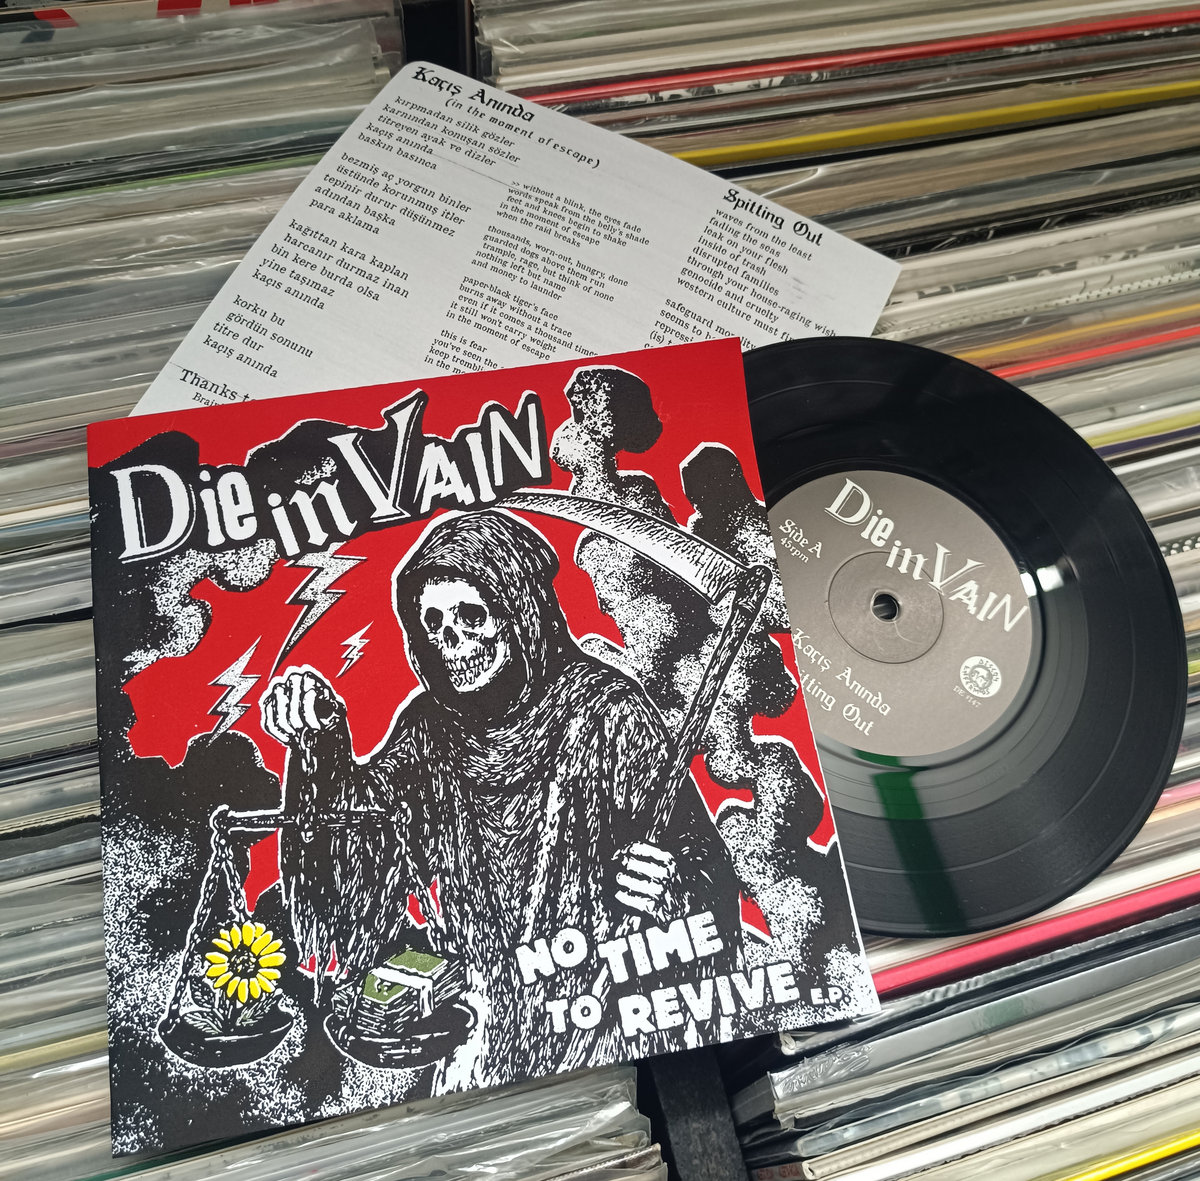 Kaçış Anında
(in the moment of escape)
kırpmadan silik gözler
karnından konuşan sözler
titreyen ayak ve dizler
kaçış anında
baskın basınca
bezmiş aç yorgun binler
üstünde korunmuş itler
tepinir durur düşünmez
adından başka
para aklama
kağıttan kara kaplan
harcanır durmaz inan
bin kere burda olsa
yine taşımaz
kaçış anında
korku bu
gördün sonunu
titre dur
kaçış anında
Thanks
>> without a blink, the eyes fade
words speak from the belly's shade
feet and knees begin to shake
in the moment of escape
when the raid breaks
thousands, worn-out, hungry, done
guarded dogs above them run
trample, rage, but think of none
nothing left but name
and money to launder
paper-black tiger's face
burns away without a trace
even if it comes a thousand times
it still won't carry weight
in the moment of escape
this is fear
you've seen the
keep
in the
Spitting Out
waves from the least
fading the seas
leak on your flesh
inside of trash
disrupted families
through your house-raging wish
genocide and cruelty
western culture must
safeguard
seems to
(is)
Die in Vain
NO TIME
TO REVIVE E.P.
Die in Vain
Side A
45rpm
Kaçış Anında
Spitting Out
DE #147